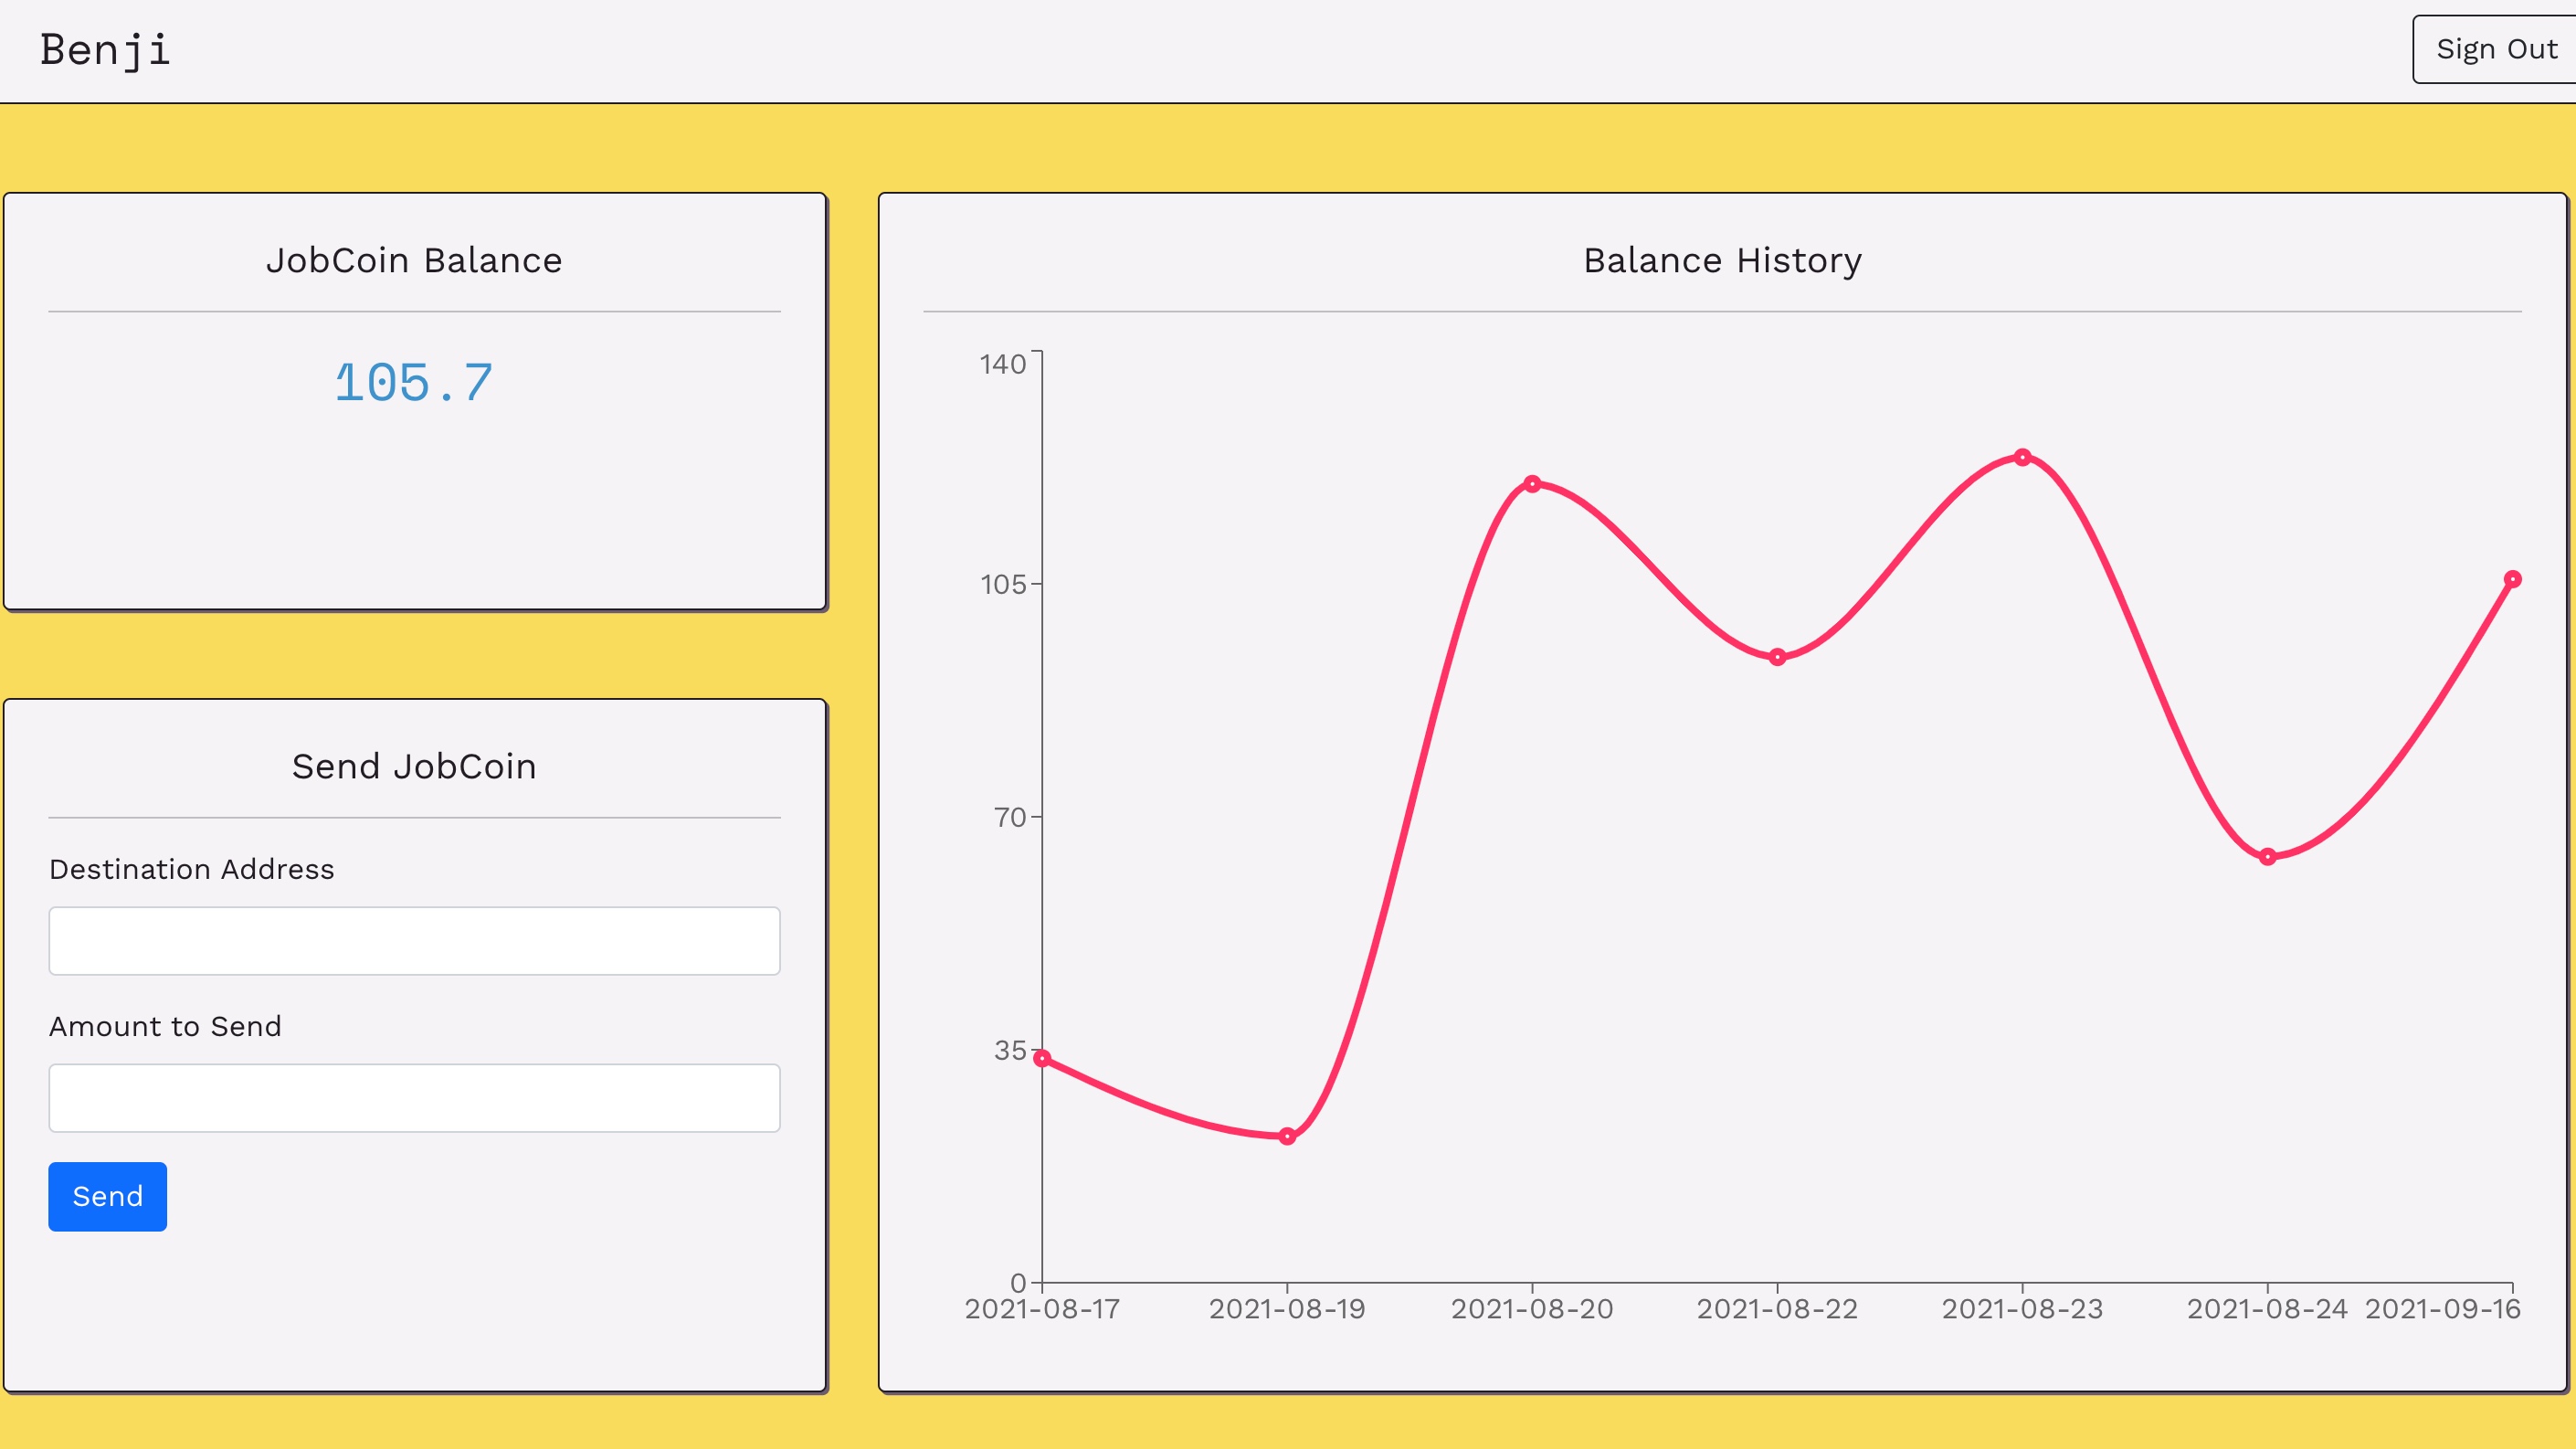 Benji
Sign Out
JobCoin Balance
105.7
Send JobCoin
Destination Address
Amount to Send
Send
Balance History
140
105
70
35
0
2021-08-17 2021-08-19 2021-08-20 2021-08-22 2021-08-23 2021-08-24 2021-09-16